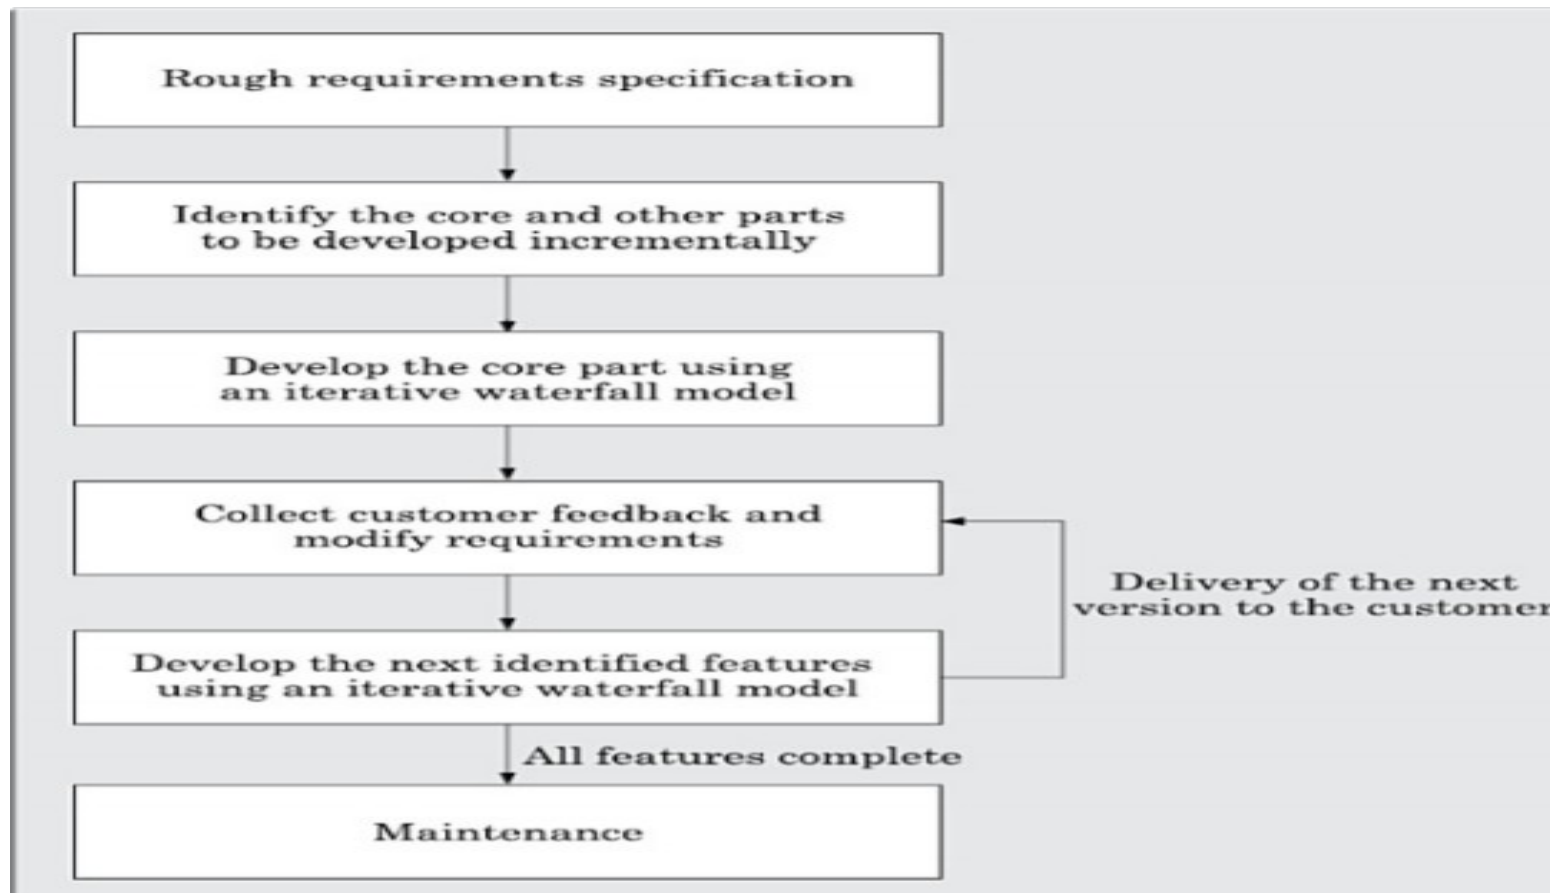 Rough requirements specification
Identify the core and other parts
to be developed incrementally
Develop the core part using
an iterative waterfall model
Collect customer feedback and
modify requirements
Delivery of the next
version to the customer
Develop the next identified features
using an iterative waterfall model
All features complete
Maintenance